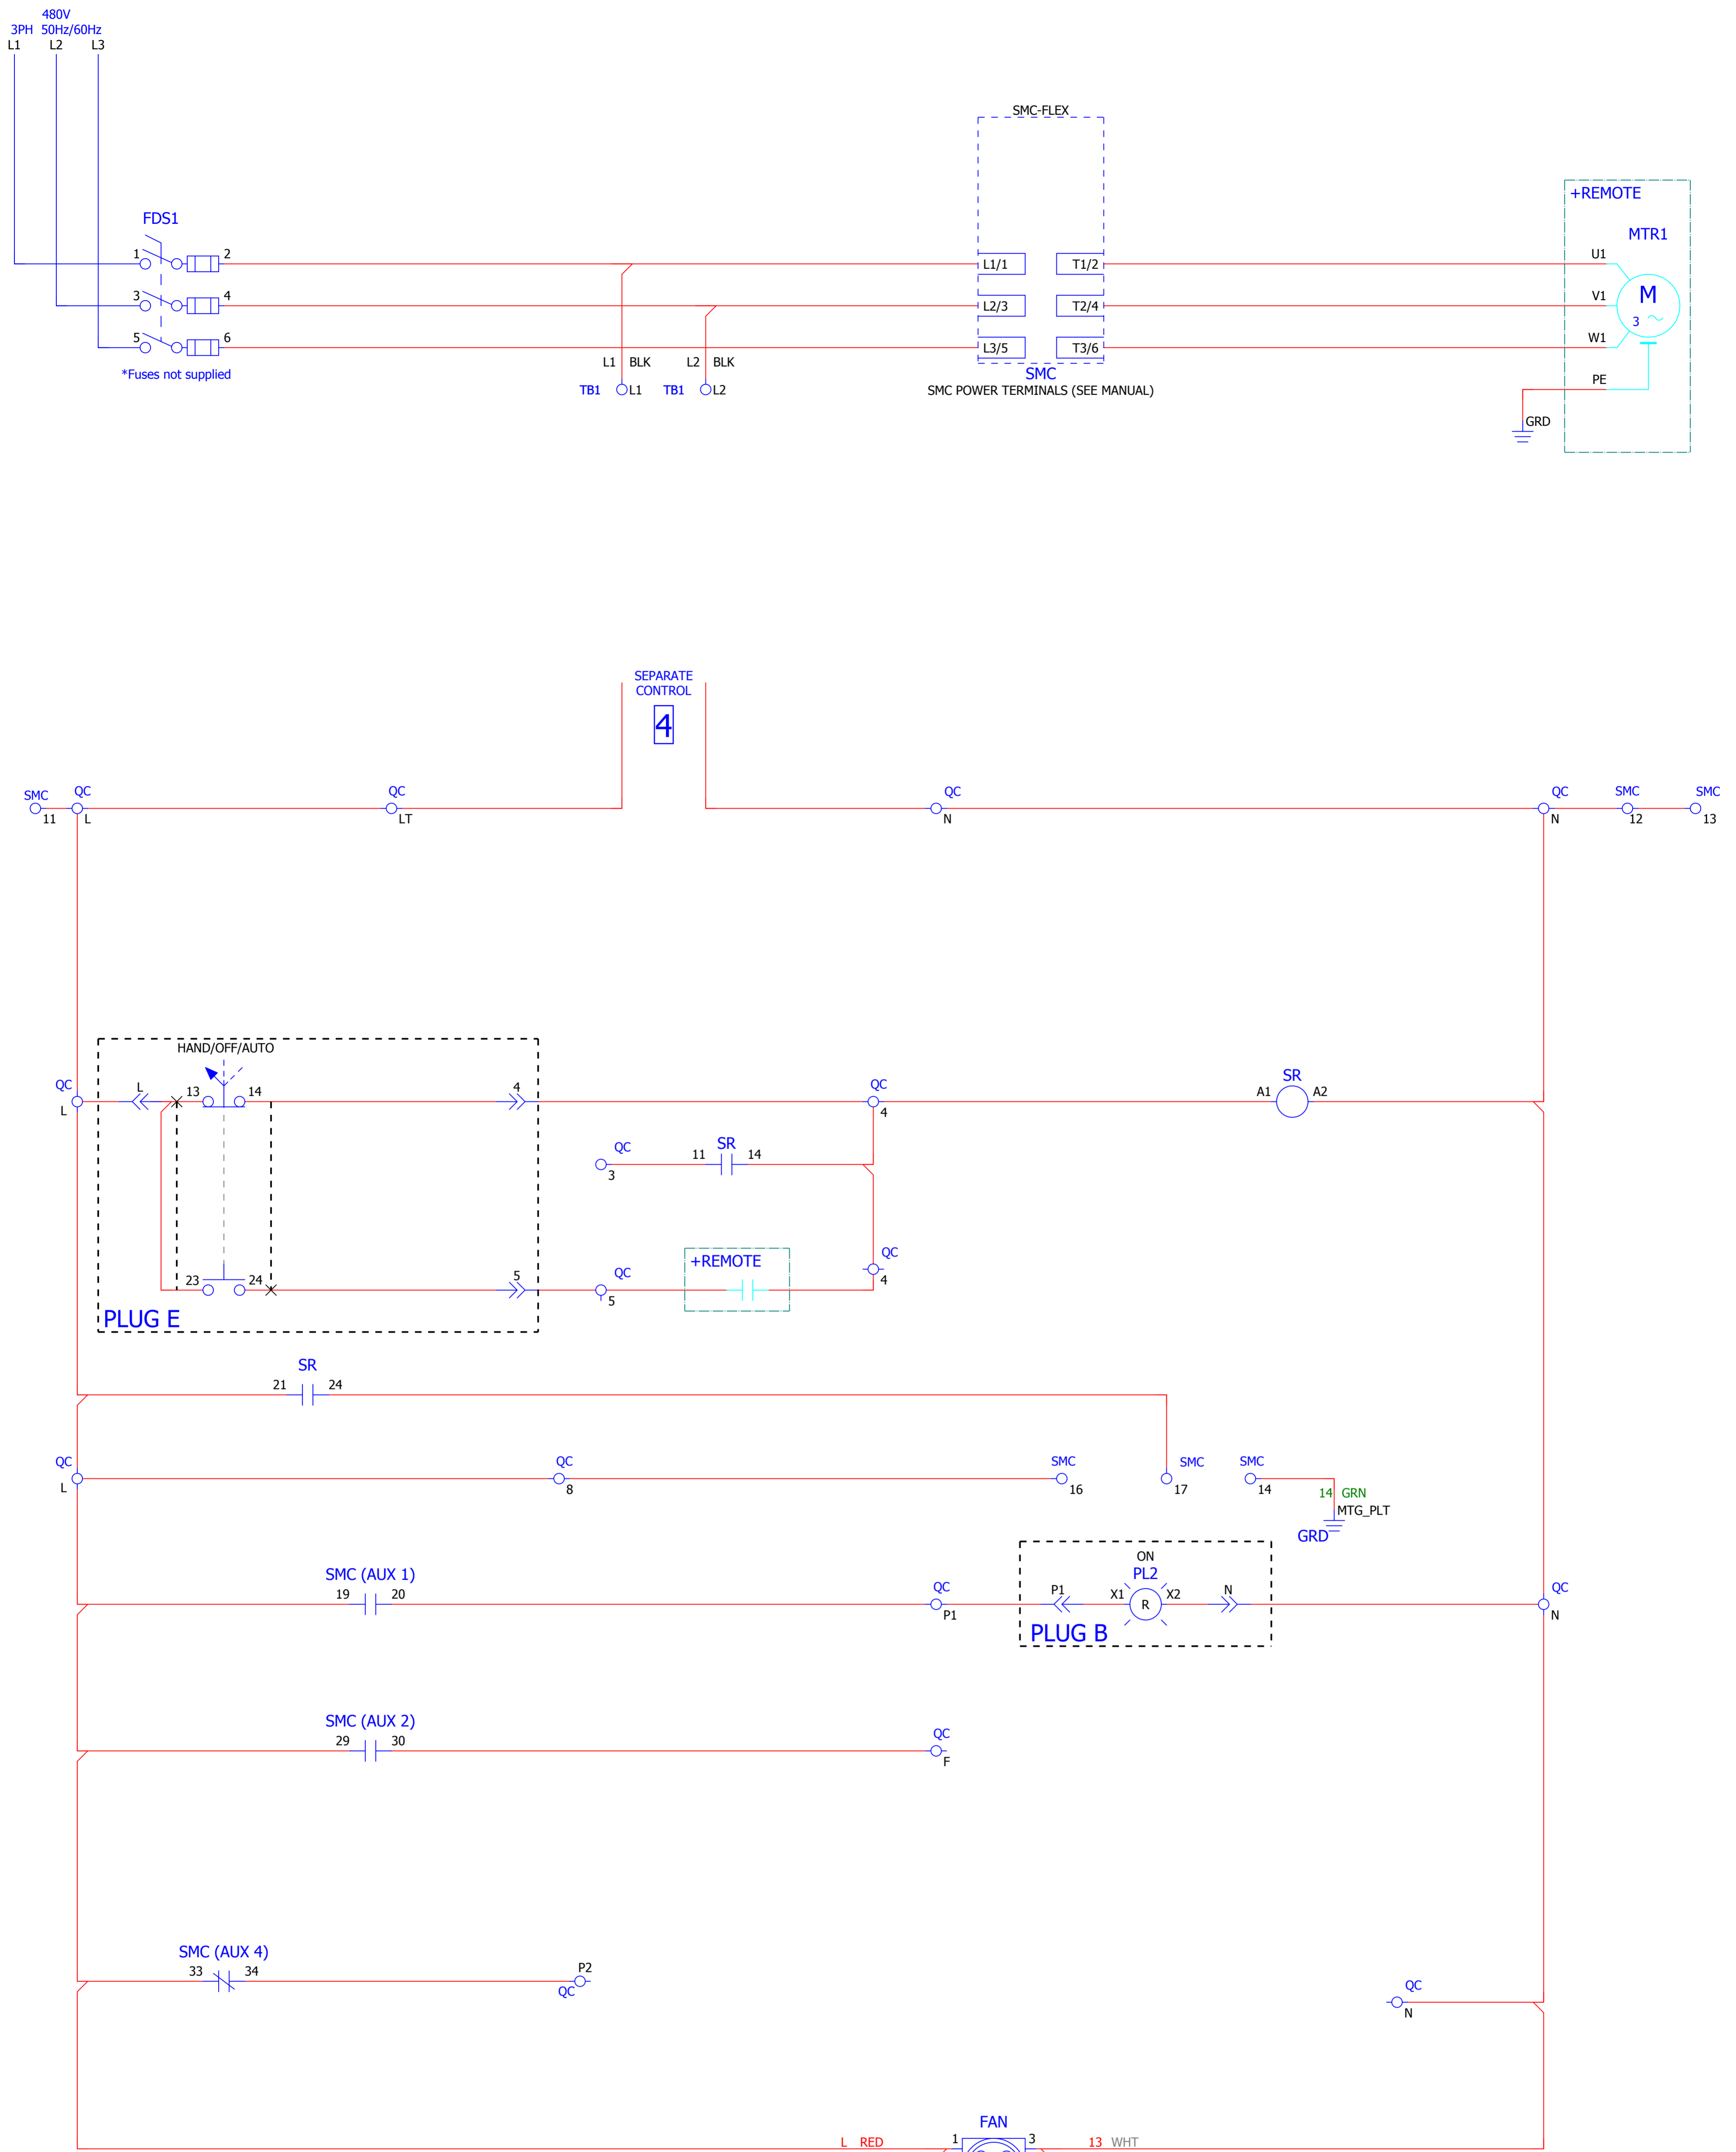 480V
3PH 50Hz/60Hz
L1 L2 L3
SMC-FLEX
+REMOTE
FDS1
MTR1
1 2 L1/1 T1/2 U1
3 4 L2/3 T2/4 V1 M
3
5 6 L3/5 T3/6 W1
L1 BLK L2 BLK
*Fuses not supplied
SMC
PE
TB1 L1 TB1 L2 SMC POWER TERMINALS (SEE MANUAL)
GRD
SEPARATE
CONTROL
4
SMC QC QC QC QC SMC SMC
11 L LT N N 12 13
HAND/OFF/AUTO
QC L 13 14 4 QC SR
A1 A2
L 4
QC SR
11 14
3
QC
+REMOTE
4
23 24 5 QC
5
PLUG E
SR
21 24
QC QC SMC SMC SMC
L 8 16 17 14
14 GRN
MTG_PLT
GRD
ON
SMC (AUX 1) PL2
19 20 QC P1 X1 R X2 N QC
P1 N
PLUG B
SMC (AUX 2)
29 30 QC
F
SMC (AUX 4)
33 34 P2
QC
QC
N
FAN
L RED 1 3 13 WHT